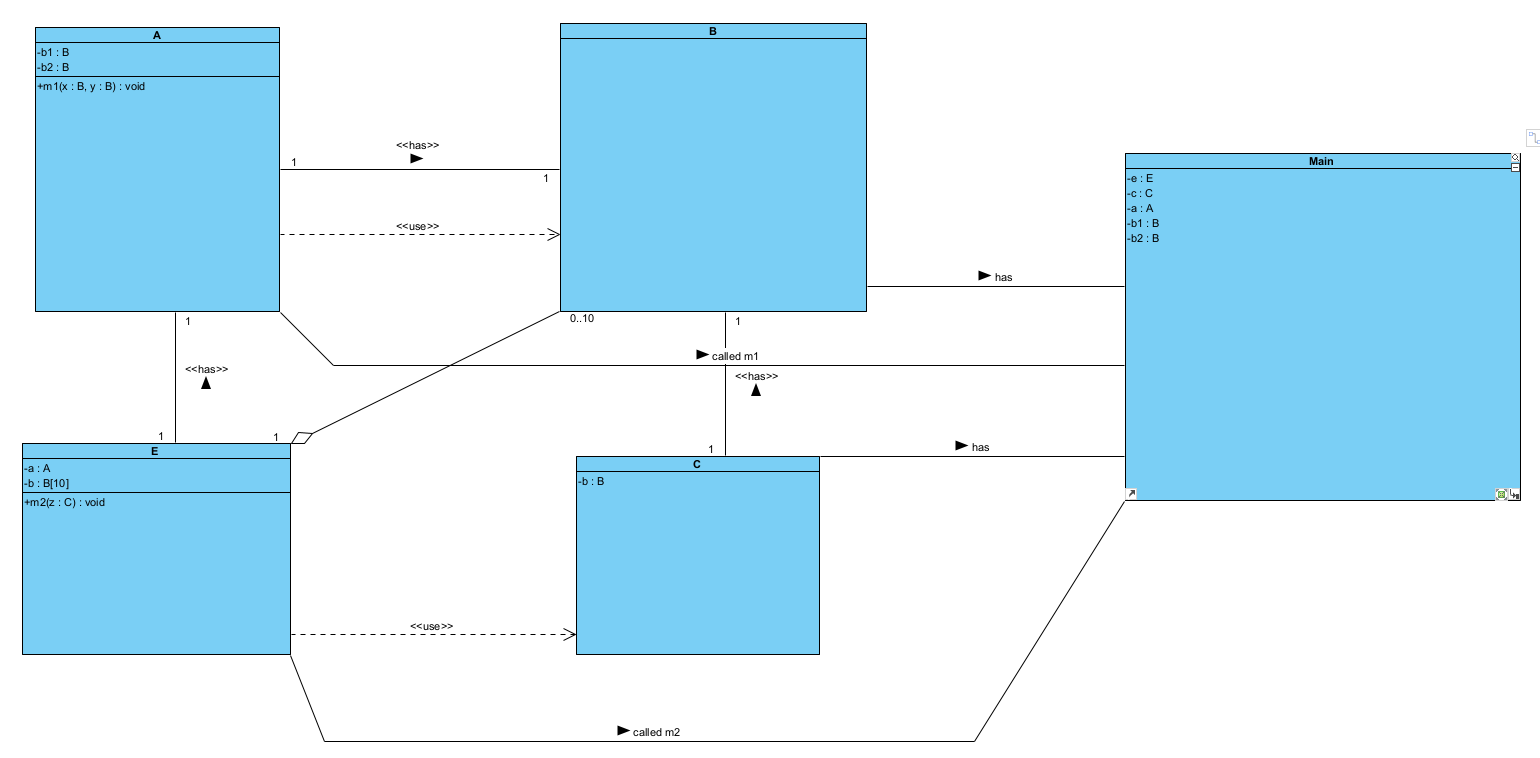 A
-b1 : B
-b2 : B
+m1(x : B, y : B) : void
B
<<has>>
1
1
<<use>>
Main
-e : E
-c : C
-a : A
-b1 : B
-b2 : B
has
1
0..10
1
called m1
<<has>>
<<has>>
1
1
1
has
E
-a : A
-b : B[10]
+m2(z : C) : void
C
-b : B
<<use>>
called m2